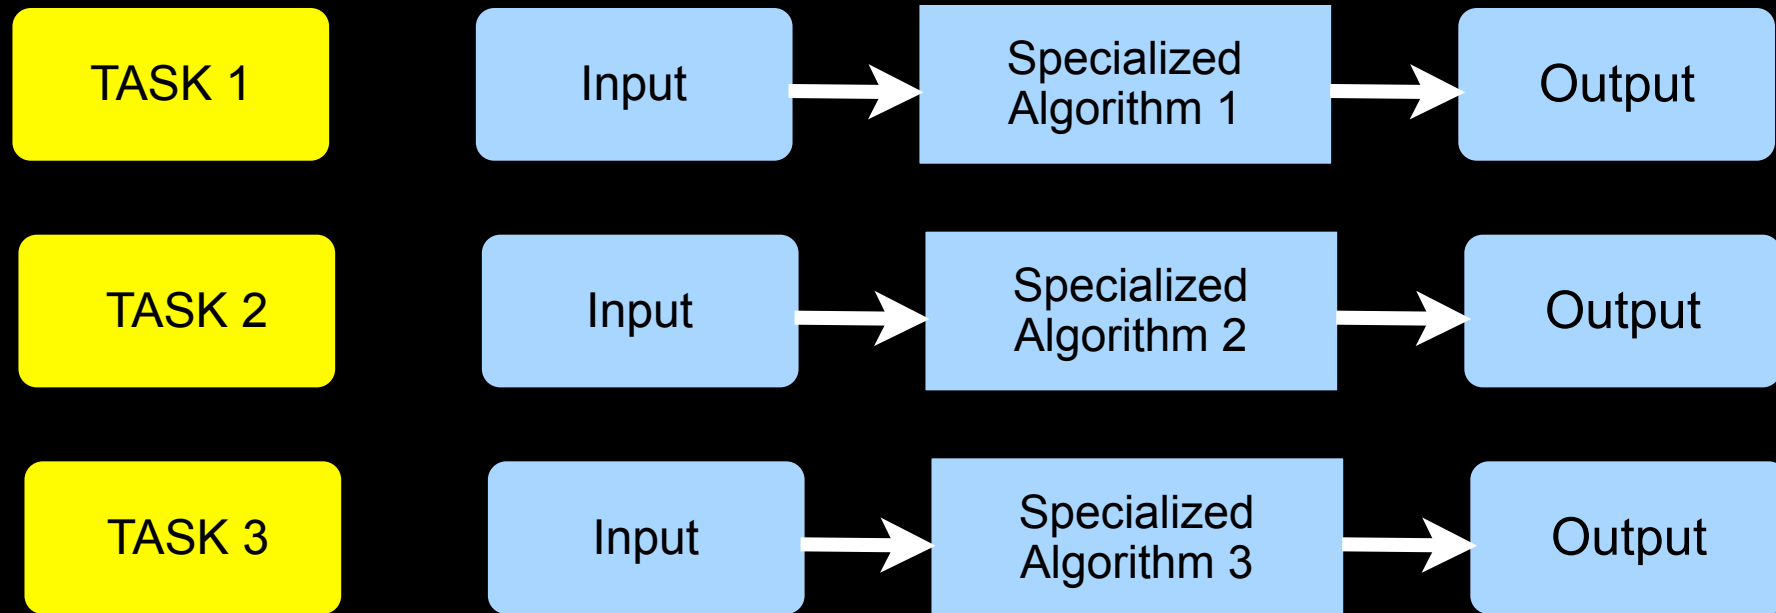 TASK 1
Input
Specialized
Algorithm 1
Output
TASK 2
Input
Specialized
Algorithm 2
Output
TASK 3
Input
Specialized
Algorithm 3
Output